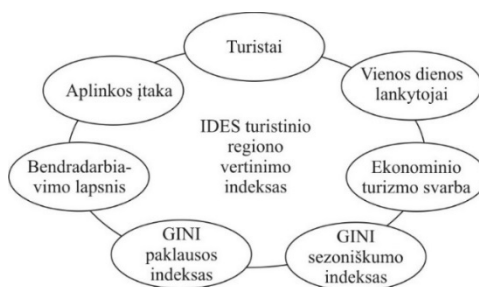 Turistai
Aplinkos įtaka
Vienos dienos
lankytojai
IDES turistinio
regiono
vertinimo
indeksas
Bendradarbia-
vimo lapsnis
Ekonominio
turizmo svarba
GINI
paklausos
indeksas
GINI
sezoniškumo
indeksas